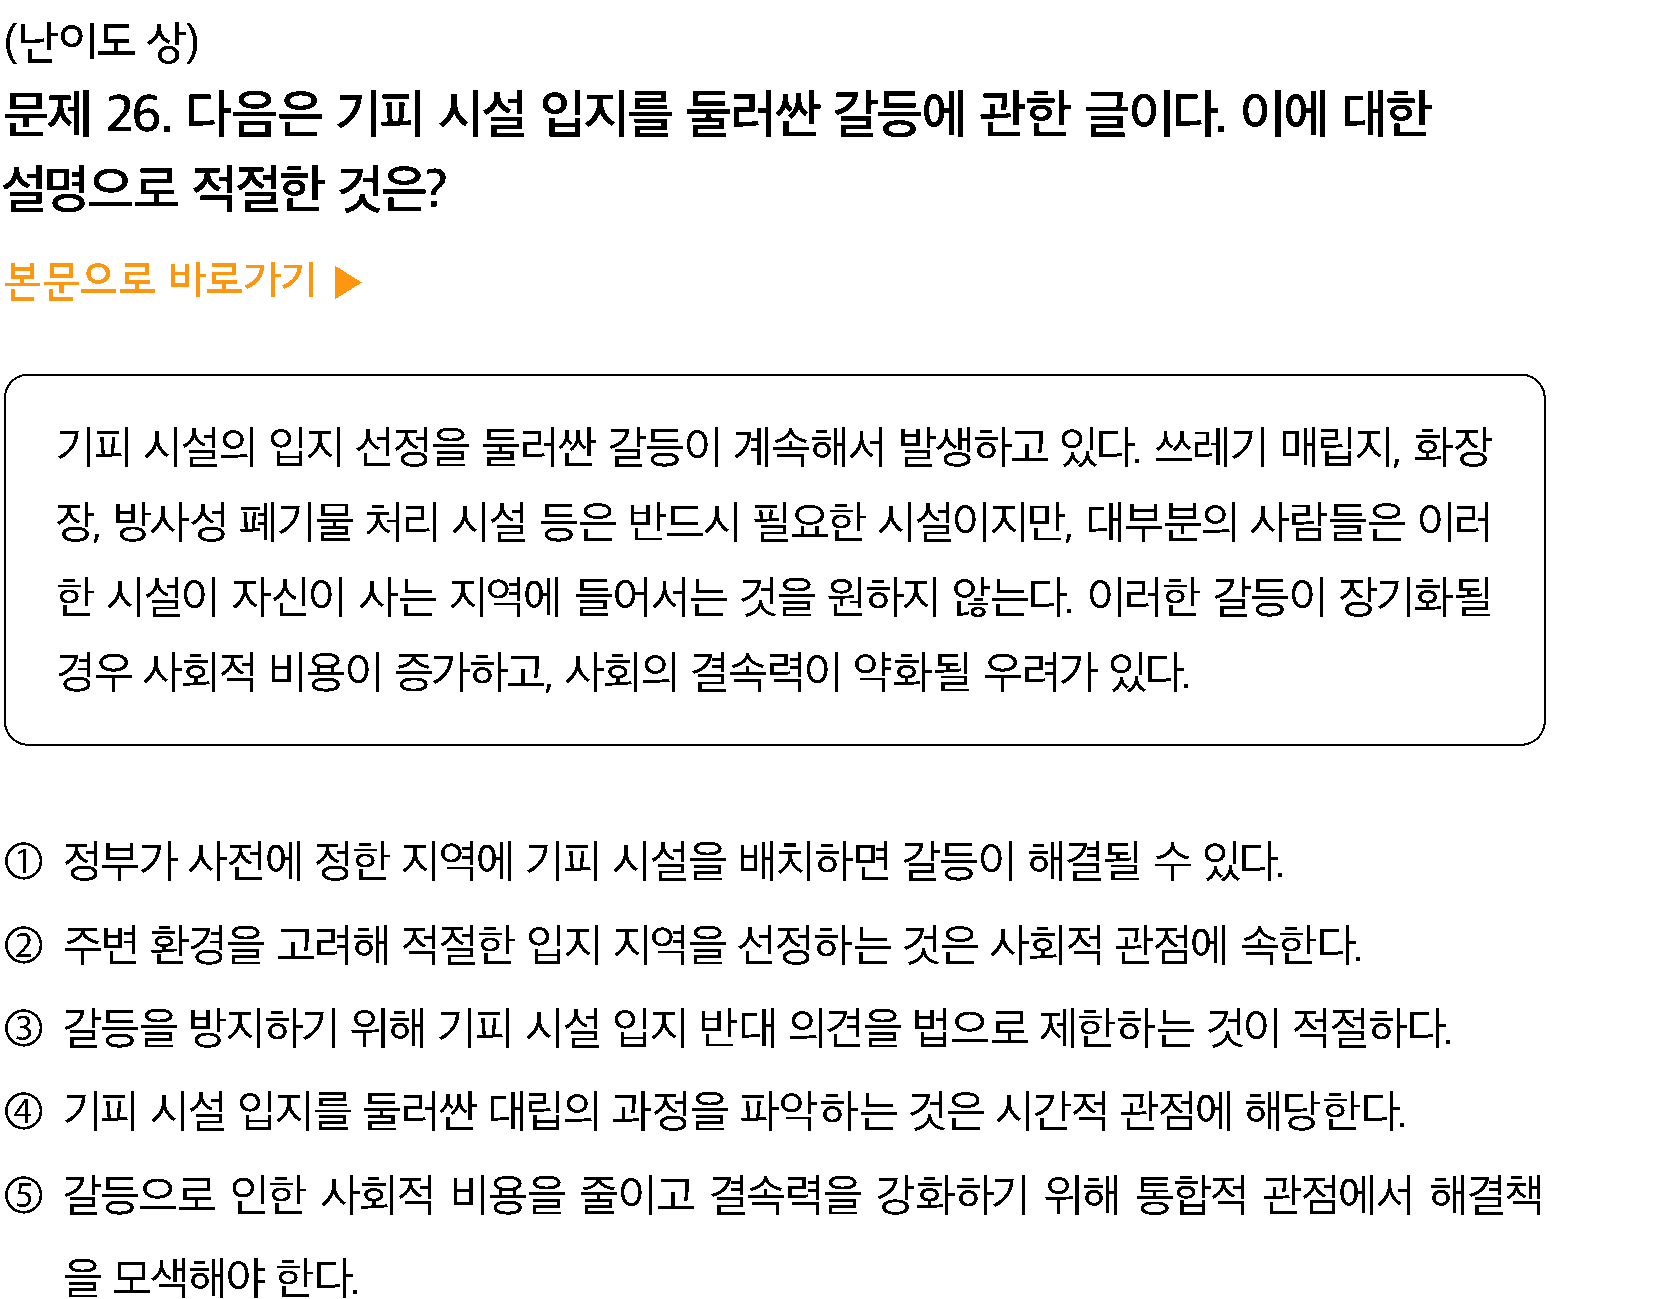 (난이도 상)
문제 26. 다음은 기피 시설 입지를 둘러싼 갈등에 관한 글이다. 이에 대한
설명으로 적절한 것은?
본문으로 바로가기 ▶
기피 시설의 입지 선정을 둘러싼 갈등이 계속해서 발생하고 있다. 쓰레기 매립지, 화장
장, 방사성 폐기물 처리 시설 등은 반드시 필요한 시설이지만, 대부분의 사람들은 이러
한 시설이 자신이 사는 지역에 들어서는 것을 원하지 않는다. 이러한 갈등이 장기화될
경우 사회적 비용이 증가하고, 사회의 결속력이 약화될 우려가 있다.
① 정부가 사전에 정한 지역에 기피 시설을 배치하면 갈등이 해결될 수 있다.
② 주변 환경을 고려해 적절한 입지 지역을 선정하는 것은 사회적 관점에 속한다.
③ 갈등을 방지하기 위해 기피 시설 입지 반대 의견을 법으로 제한하는 것이 적절하다.
④ 기피 시설 입지를 둘러싼 대립의 과정을 파악하는 것은 시간적 관점에 해당한다.
⑤ 갈등으로 인한 사회적 비용을 줄이고 결속력을 강화하기 위해 통합적 관점에서 해결책
을 모색해야 한다.